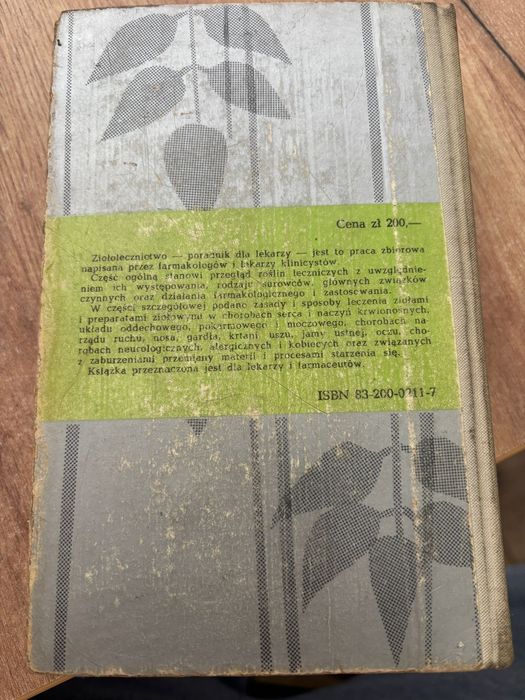 Cena zł 200,—
Ziołolecznictwo — poradnik dla lekarzy — jest to praca zbiorowa
napisana przez farmakologów i lekarzy klinicystów.
Część ogólną stanowi przegląd roślin leczniczych z uwzględnie-
niem ich występowania, rodzaju surowców, głównych związków
czynnych oraz działania farmakologicznego i zastosowania.
W części szczegółowej podano zasady i sposoby leczenia ziołami
i preparatami ziołowymi w chorobach serca i naczyń krwionośnych,
układu oddechowego, pokarmowego i moczowego, chorobach na-
rządu ruchu, nosa, gardła, krtani uszu, jamy ustnej, oczu, cho-
robach neurologicznych, alergicznych i kobiecych oraz związanych
z zaburzeniami przemiany materii i procesami starzenia się.
Książka przeznaczona jest dla lekarzy i farmaceutów.
ISBN 83-200-0211-7